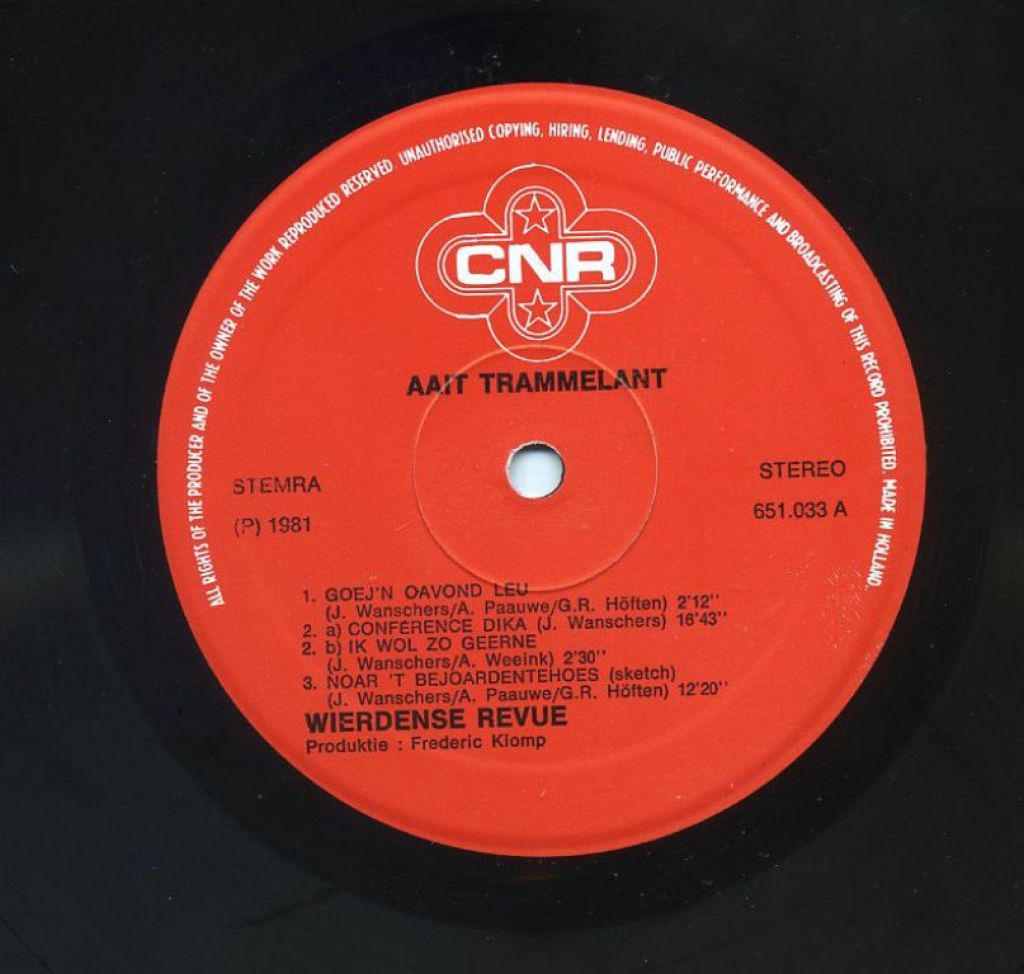 ALL RIGHTS OF THE PRODUCER AND OF THE OWNER OF THE WORK REPRODUCED RESERVED. UNAUTHORISED COPYING, HIRING, LENDING, PUBLIC PERFORMANCE AND BROADCASTING OF THIS RECORD PROHIBITED. MADE IN HOLLAND.
CNR
AAIT TRAMMELANT
STEMRA
(P) 1981
STEREO
651.033 A
1. GOEJ'N OAVOND LEU
(J. Wanschers/A. Paauwe/G.R. Höften) 2'12''
2. a) CONFERENCE DIKA (J. Wanschers) 16'43''
2. b) IK WOL ZO GEERNE
(J. Wanschers/A. Weeink) 2'30''
3. NOAR 'T BEJOARDENTEHOES (sketch)
(J. Wanschers/A. Paauwe/G.R. Höften) 12'20''
WIERDENSE REVUE
Produktie : Frederic Klomp